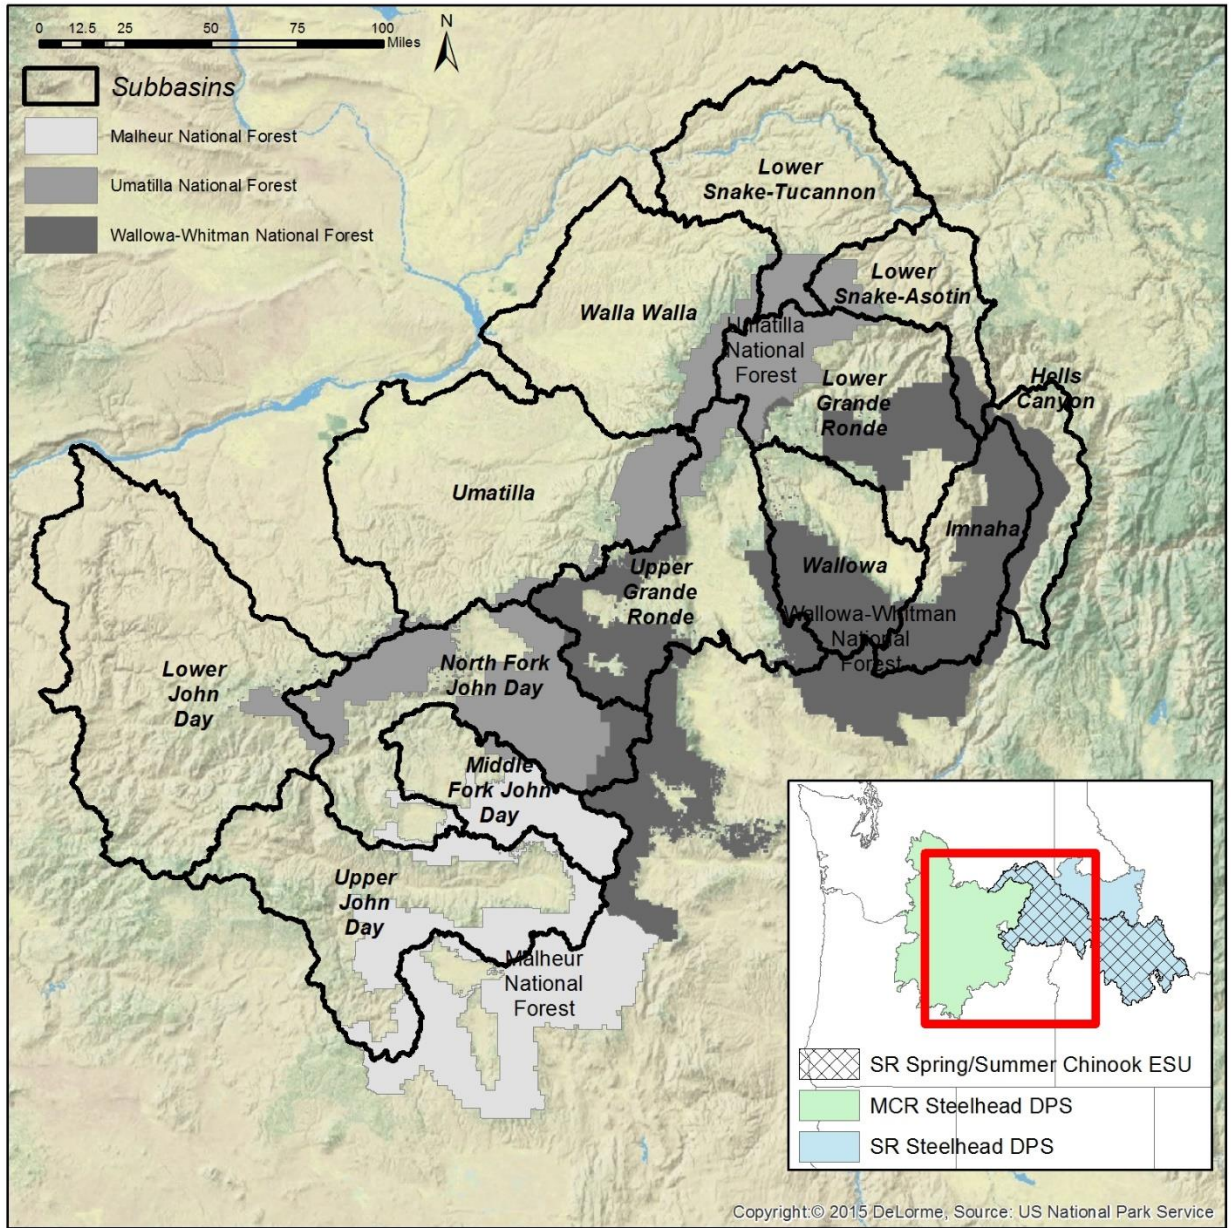 0 12.5 25 50 75 100
Miles
N
Subbasins
Malheur National Forest
Umatilla National Forest
Wallowa-Whitman National Forest
Lower
Snake-Tucannon
Lower
Snake-Asotin
Walla Walla
Umatilla
National
Forest
Lower
Grande
Ronde
Hells
Canyon
Umatilla
Imnaha
Wallowa
Upper
Grande
Ronde
Wallowa-Whitman
National
Forest
North Fork
John Day
Lower
John
Day
Middle
Fork John
Day
Upper
John
Day
Malheur
National
Forest
SR Spring/Summer Chinook ESU
MCR Steelhead DPS
SR Steelhead DPS
Copyright:© 2015 DeLorme, Source: US National Park Service